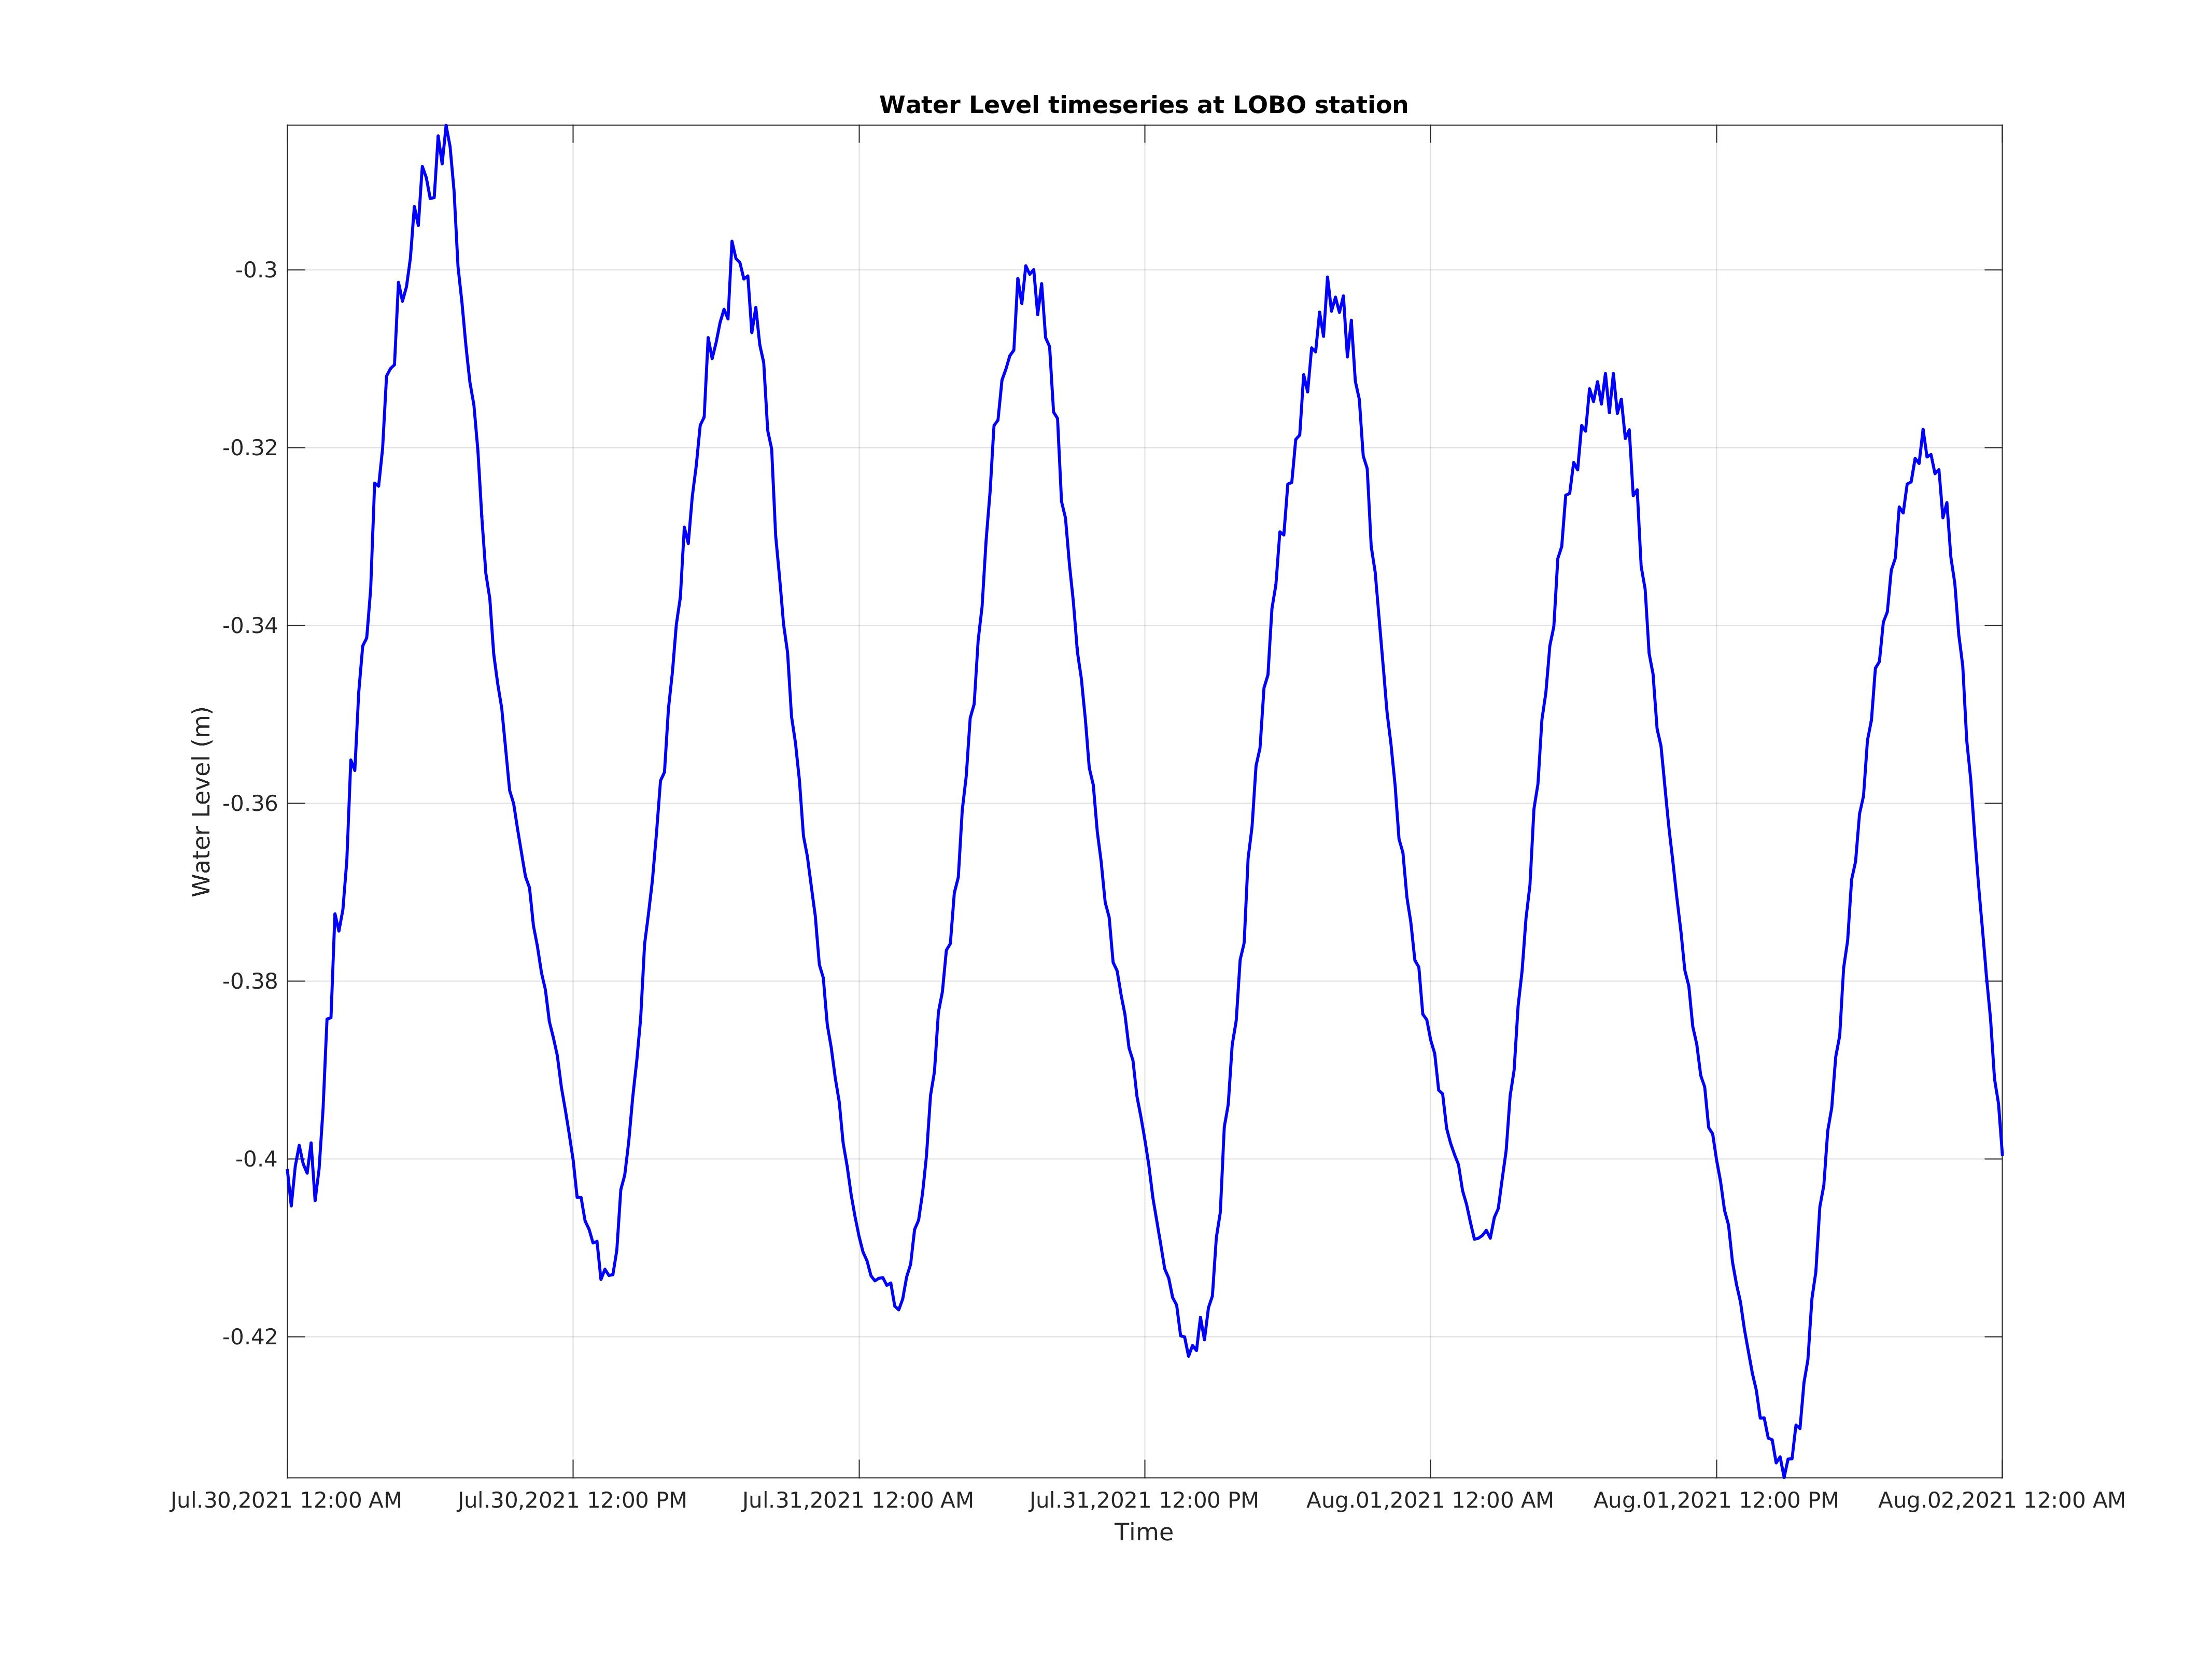 Water Level timeseries at LOBO station
-0.3
-0.32
-0.34
-0.36
-0.38
-0.4
-0.42
Water Level (m)
Jul.30,2021 12:00 AM Jul.30,2021 12:00 PM Jul.31,2021 12:00 AM Jul.31,2021 12:00 PM Aug.01,2021 12:00 AM Aug.01,2021 12:00 PM Aug.02,2021 12:00 AM
Time